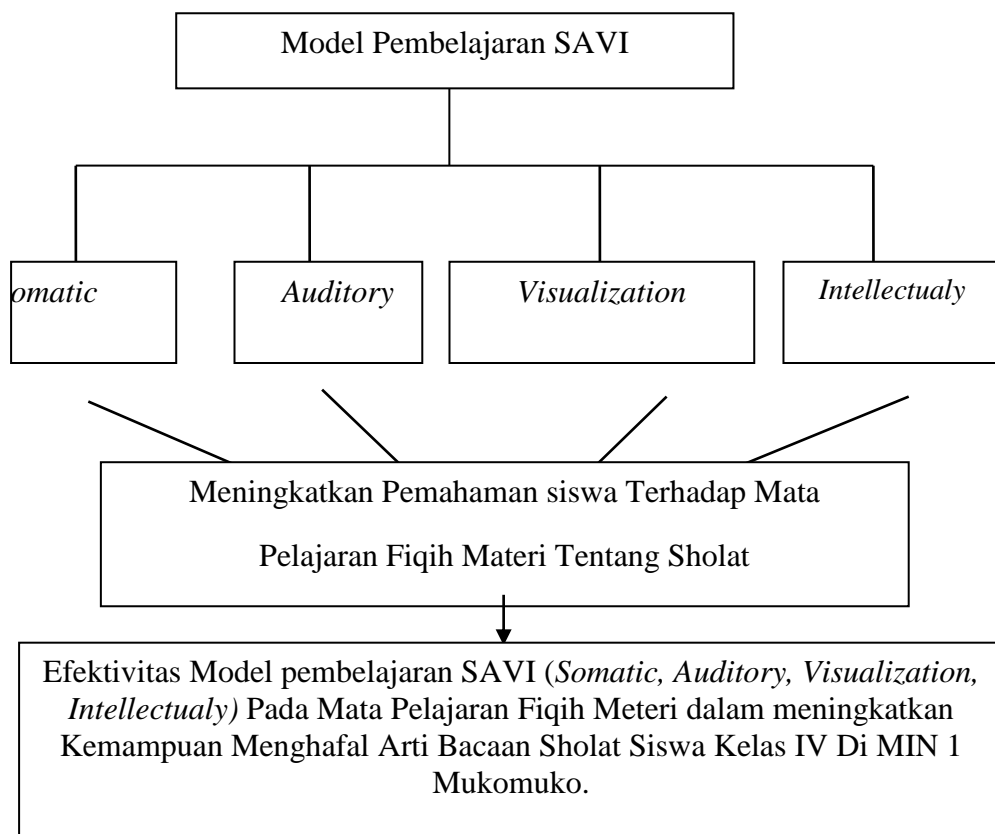 Model Pembelajaran SAVI
omatic
Auditory
Visualization
Intellectualy
Meningkatkan Pemahaman siswa Terhadap Mata
Pelajaran Fiqih Materi Tentang Sholat
Efektivitas Model pembelajaran SAVI (Somatic, Auditory, Visualization,
Intellectualy) Pada Mata Pelajaran Fiqih Meteri dalam meningkatkan
Kemampuan Menghafal Arti Bacaan Sholat Siswa Kelas IV Di MIN 1
Mukomuko.